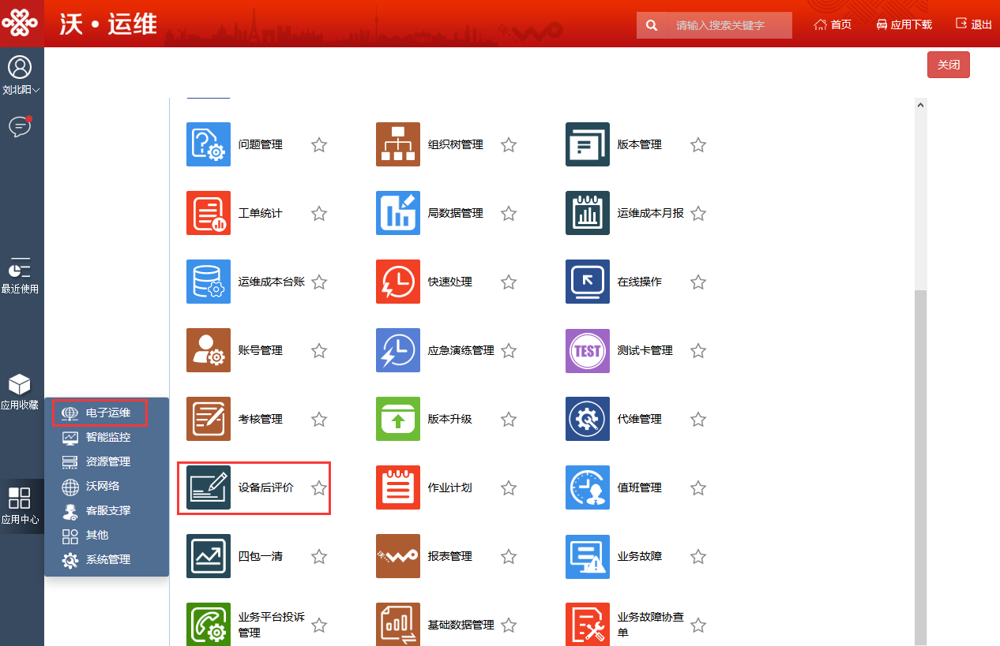 沃·运维
请输入搜索关键字
首页
应用下载
退出
刘北阳
关闭
问题管理
组织树管理
版本管理
工单统计
局数据管理
运维成本月报
运维成本台账
快速处理
在线操作
最近使用
账号管理
应急演练管理
TEST
测试卡管理
应用收藏
考核管理
版本升级
代维管理
电子运维
智能监控
资源管理
沃网络
客服支撑
其他
系统管理
应用中心
设备后评价
作业计划
值班管理
四包一清
沃
报表管理
业务故障
业务平台投诉
管理
基础数据管理
业务故障协查
单